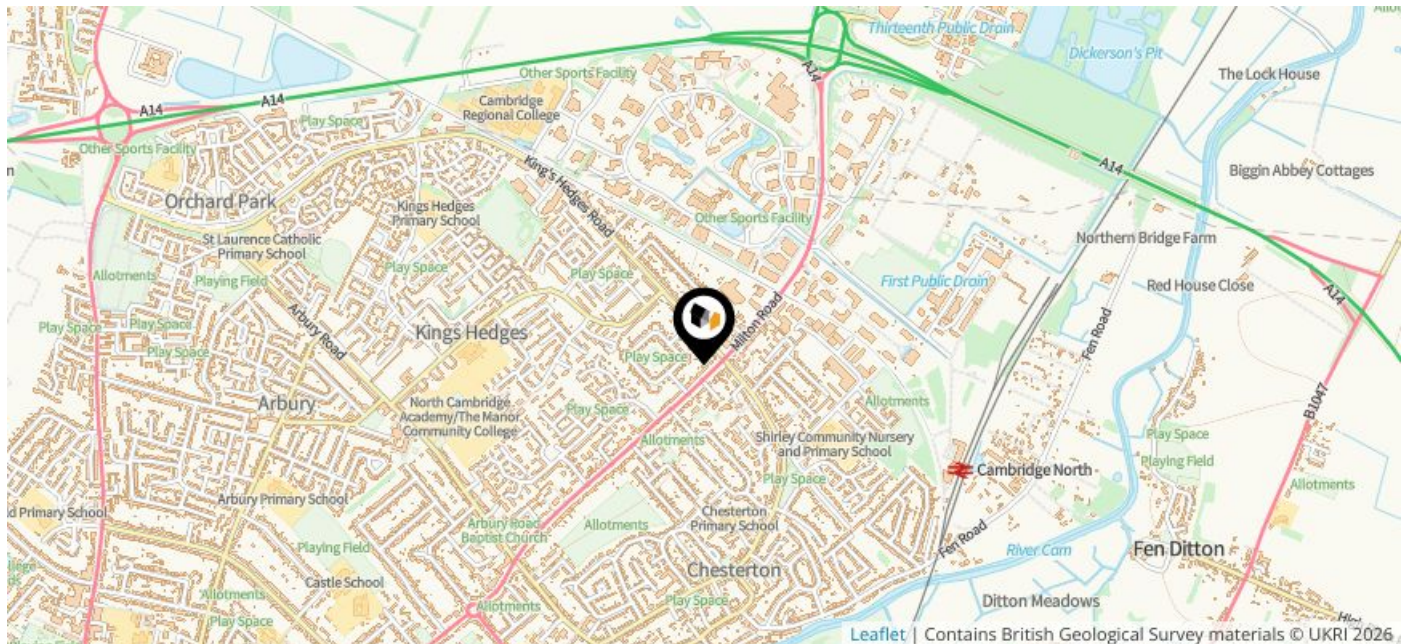 Thirteenth Public Drain
Dickerson's Pit
The Lock House
Other Sports Facility
A14
A14
A14
Cambridge
Regional College
Play Space
Other Sports Facility
A14
Biggin Abbey Cottages
King's Hedges Road
Orchard Park
Kings Hedges
Primary School
Other Sports Facility
St Laurence Catholic
Primary School
Northern Bridge Farm
Allotments
Playing Field
Play Space
First Public Drain
Red House Close
A14
Play Space
Play Space
Arbury Road
Kings Hedges
Milton Road
Fen Road
Play Space
Play Space
Arbury
North Cambridge
Academy/The Manor
Community College
Play Space
Allotments
B1047
Allotments
Shirley Community Nursery
and Primary School
Play Space
Playing Field
Cambridge North
Play Space
Allotments
Arbury Primary School
d Primary School
Arbury Road
Baptist Church
Allotments
Chesterton
Primary School
Playing Field
Fen Road
River Cam
Fen Ditton
Castle School
Chesterton
Allotments
Play Space
Ditton Meadows
Leaflet | Contains British Geological Survey materials © UKRI 2026